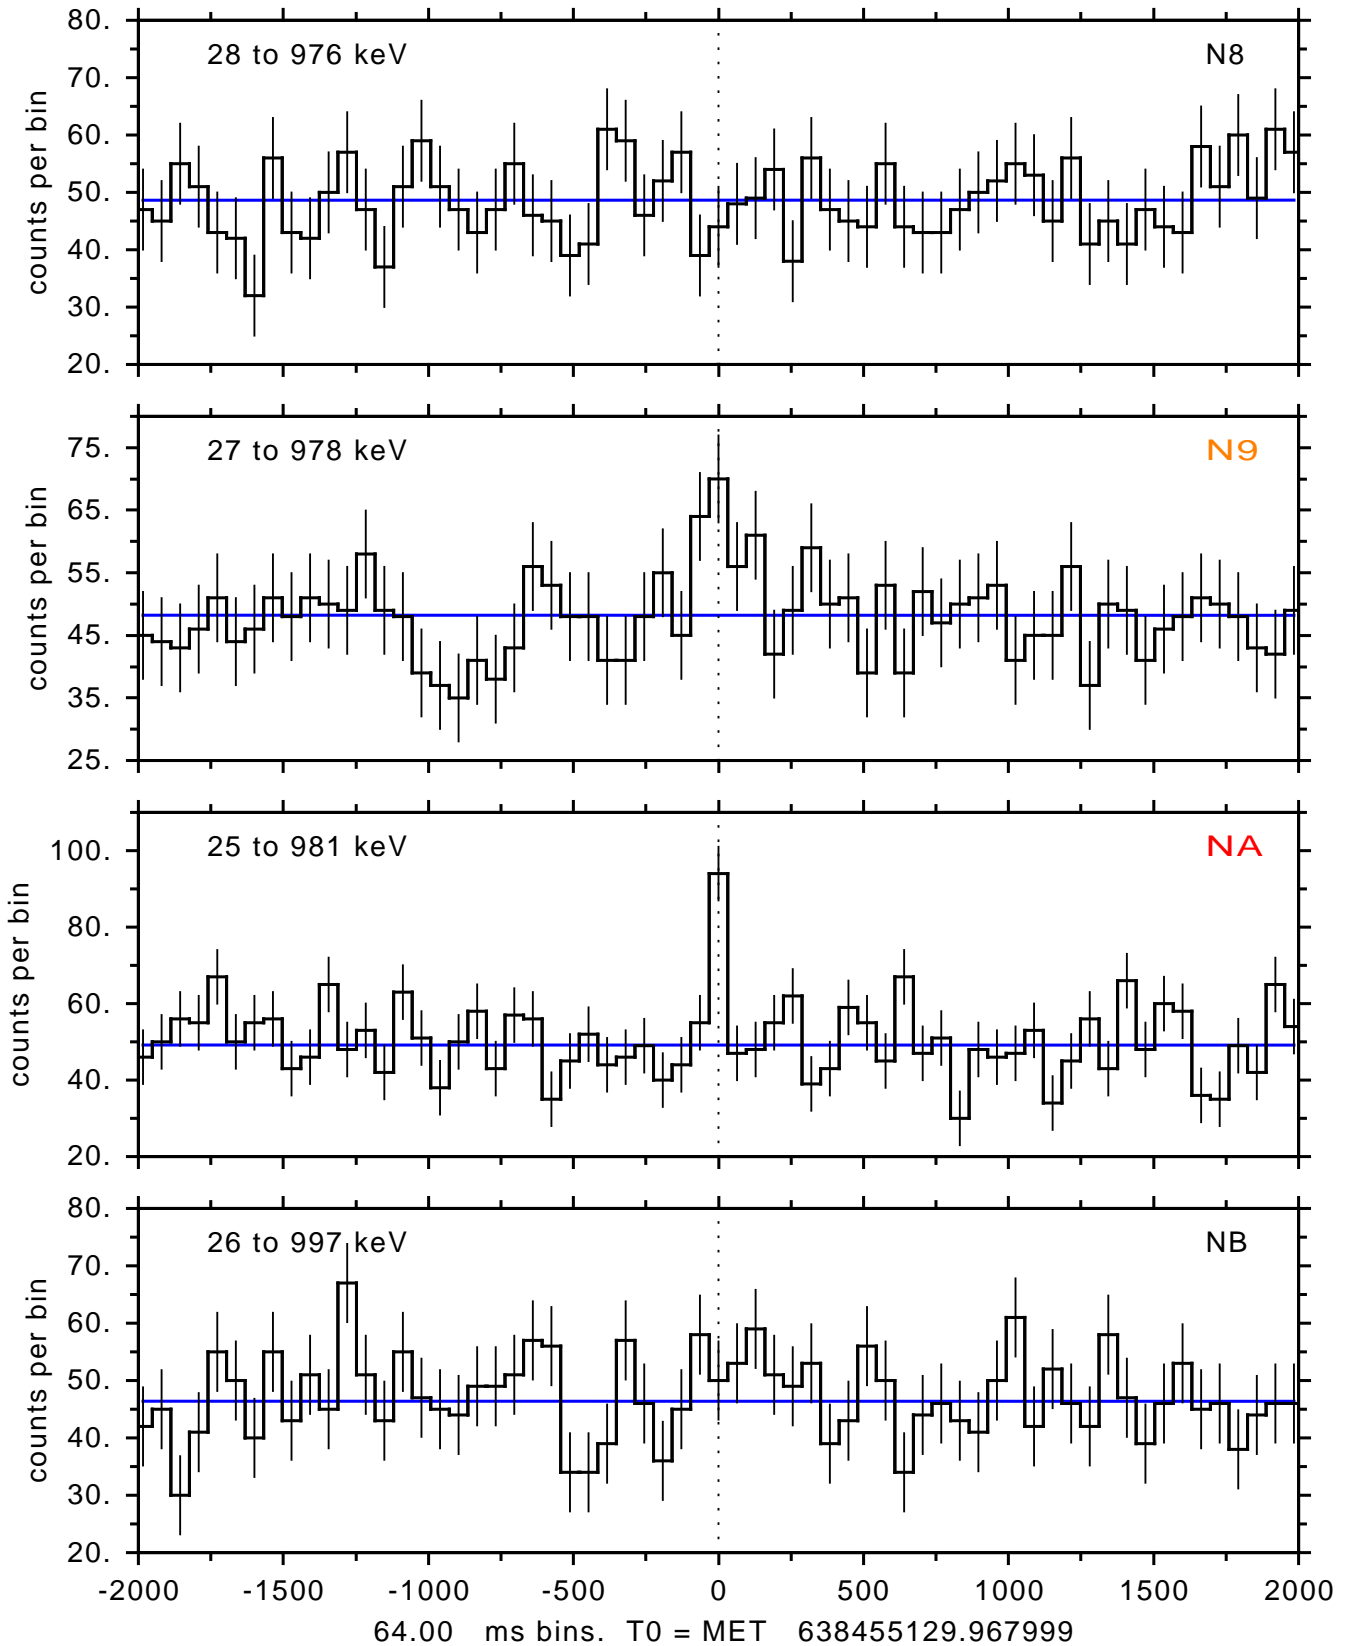 80.
28 to 976 keV N8
70.
60.
50.
40.
30.
20.
counts per bin
75.
27 to 978 keV N9
65.
55.
45.
35.
25.
counts per bin
100.
25 to 981 keV NA
80.
60.
40.
20.
counts per bin
80.
26 to 997 keV NB
70.
60.
50.
40.
30.
20.
counts per bin
-2000 -1500 -1000 -500 0 500 1000 1500 2000
64.00 ms bins. T0 = MET 638455129.967999